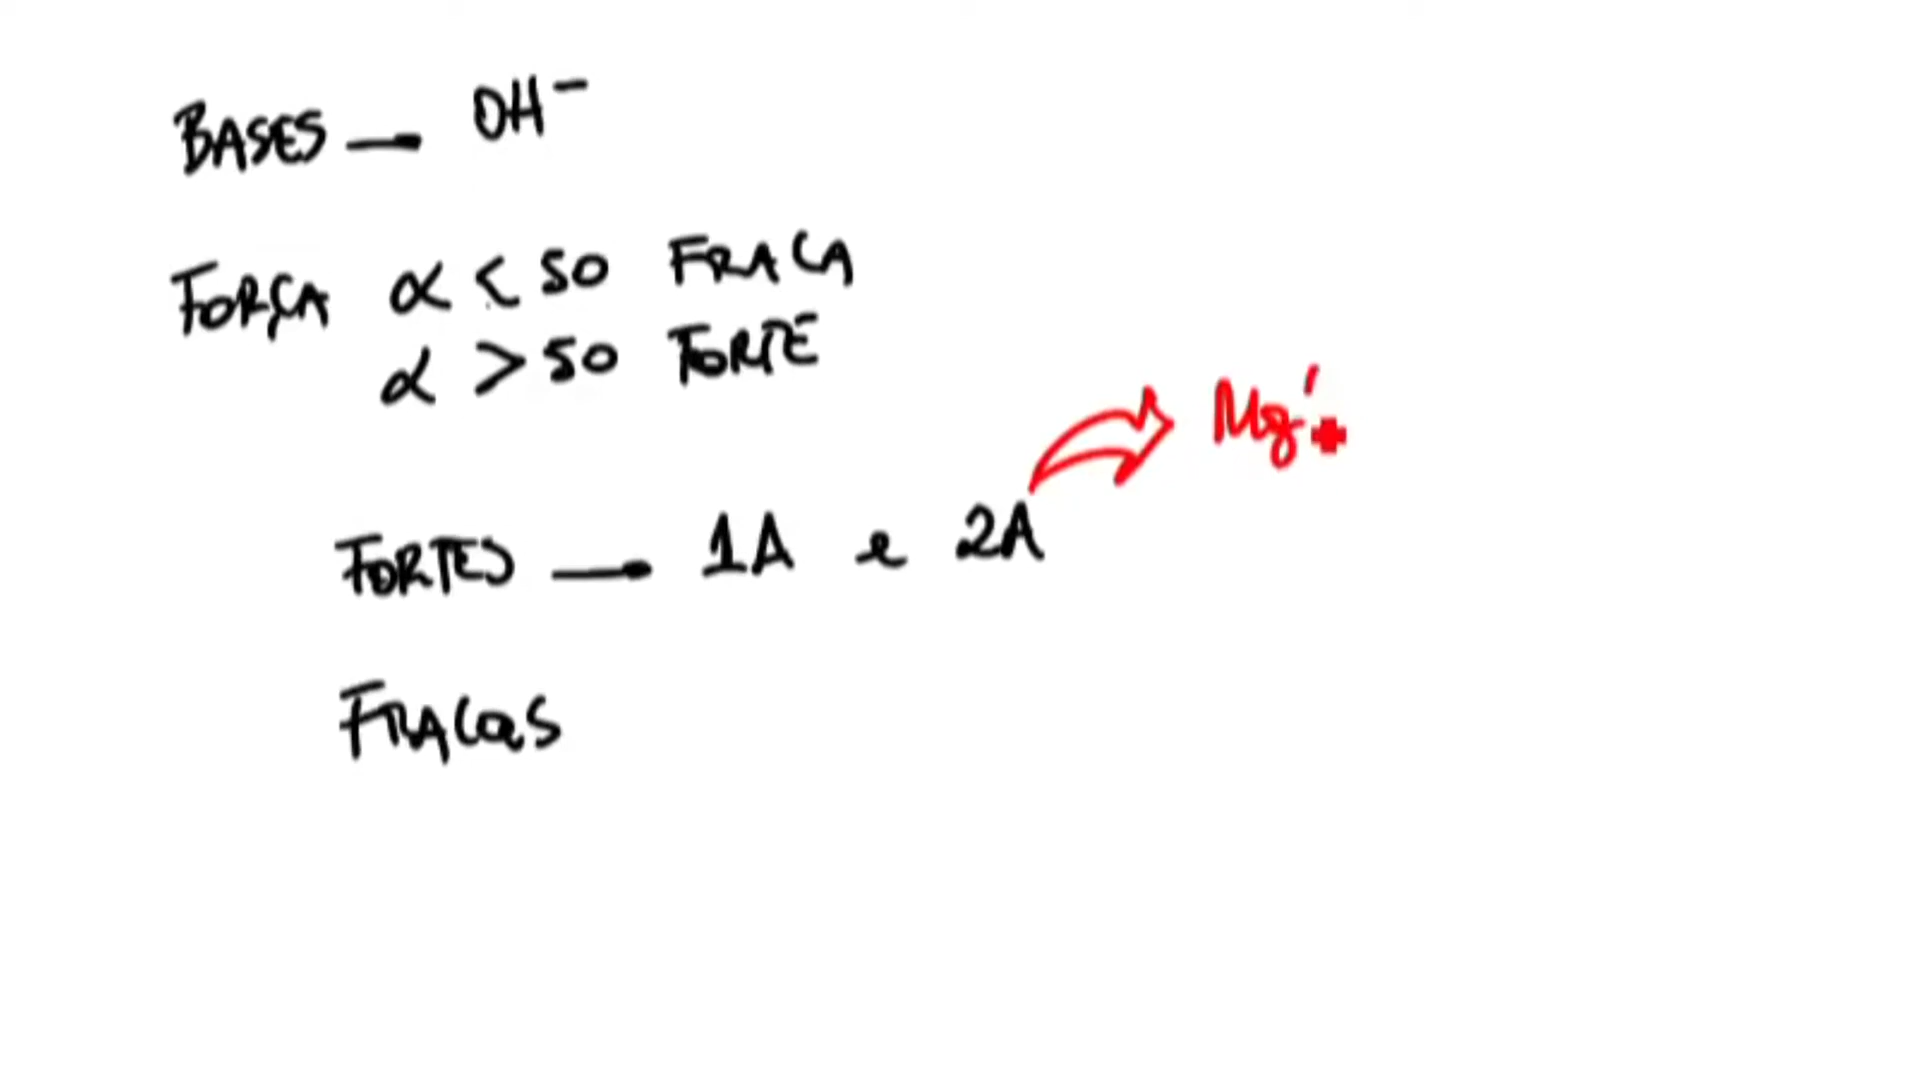 BASES — OH⁻
FORÇA α < 50 FRACA
α > 50 FORTE
Mg'
FORTES — 1A e 2A
FRACas